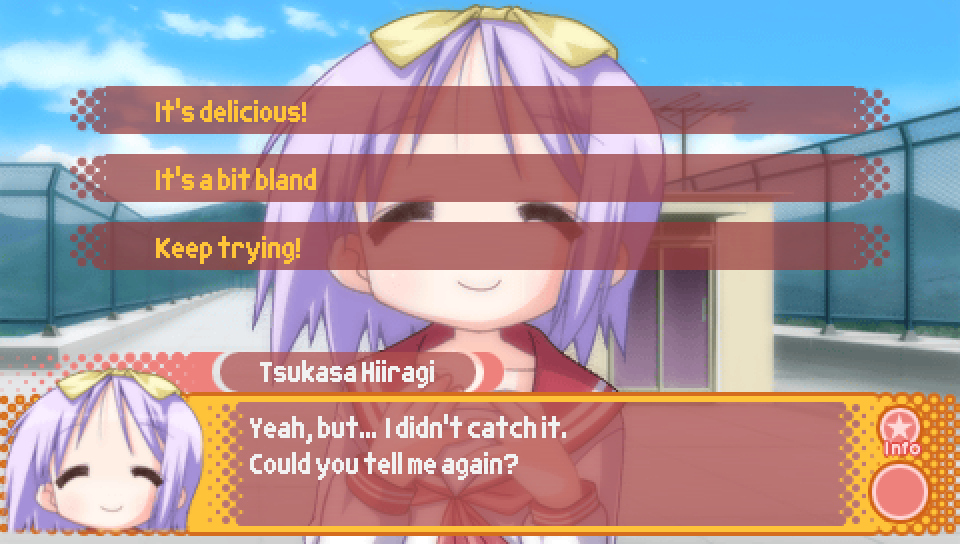 It's delicious!
It's a bit bland
Keep trying!
Tsukasa Hiiragi
Yeah, but... I didn't catch it.
Could you tell me again?
Info